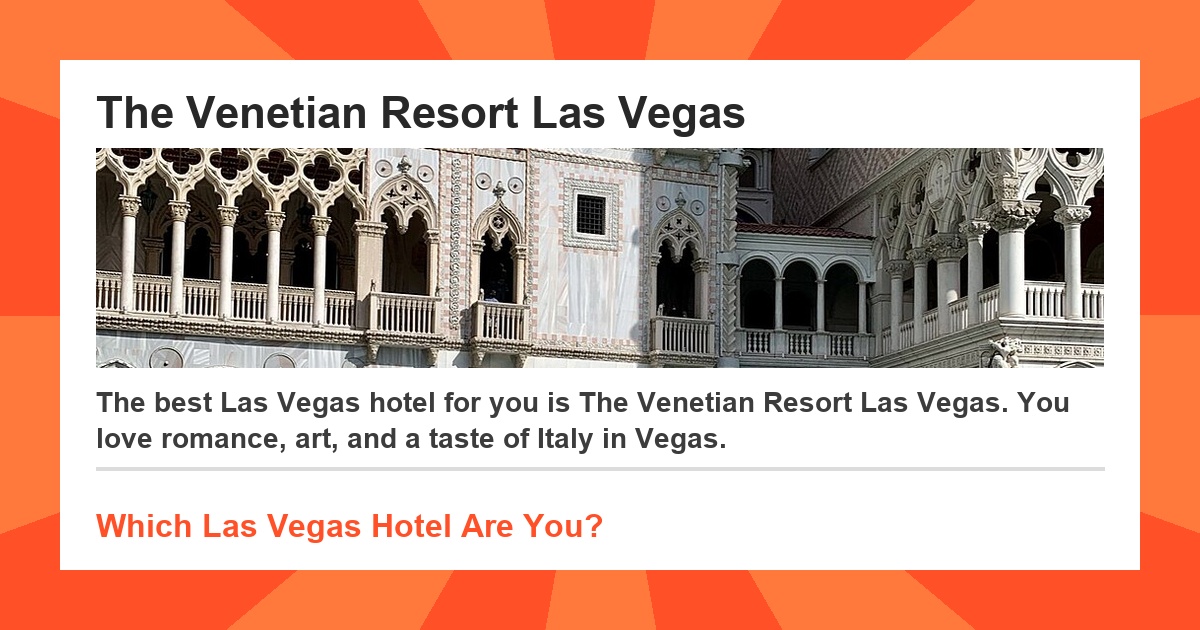 The Venetian Resort Las Vegas
The best Las Vegas hotel for you is The Venetian Resort Las Vegas. You
love romance, art, and a taste of Italy in Vegas.
Which Las Vegas Hotel Are You?